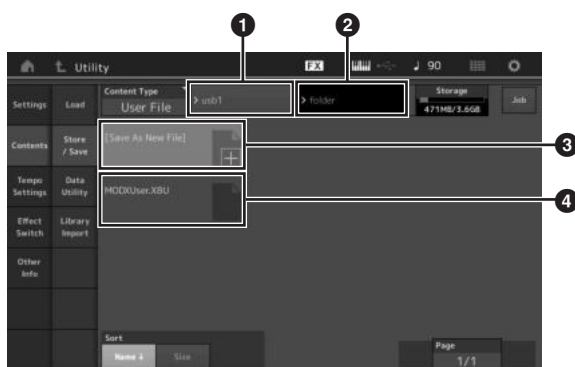 1 2
Utility FX 90
Settings Load Content Type User File > usb1 > folder Storage 471MB/3.6GB Job
Contents Store / Save [Save As New File] 3
Tempo Settings Data Utility MODXUser.X8U 4
Effect Switch Library Import
Other Info
Sort Page
Name Size 1/1